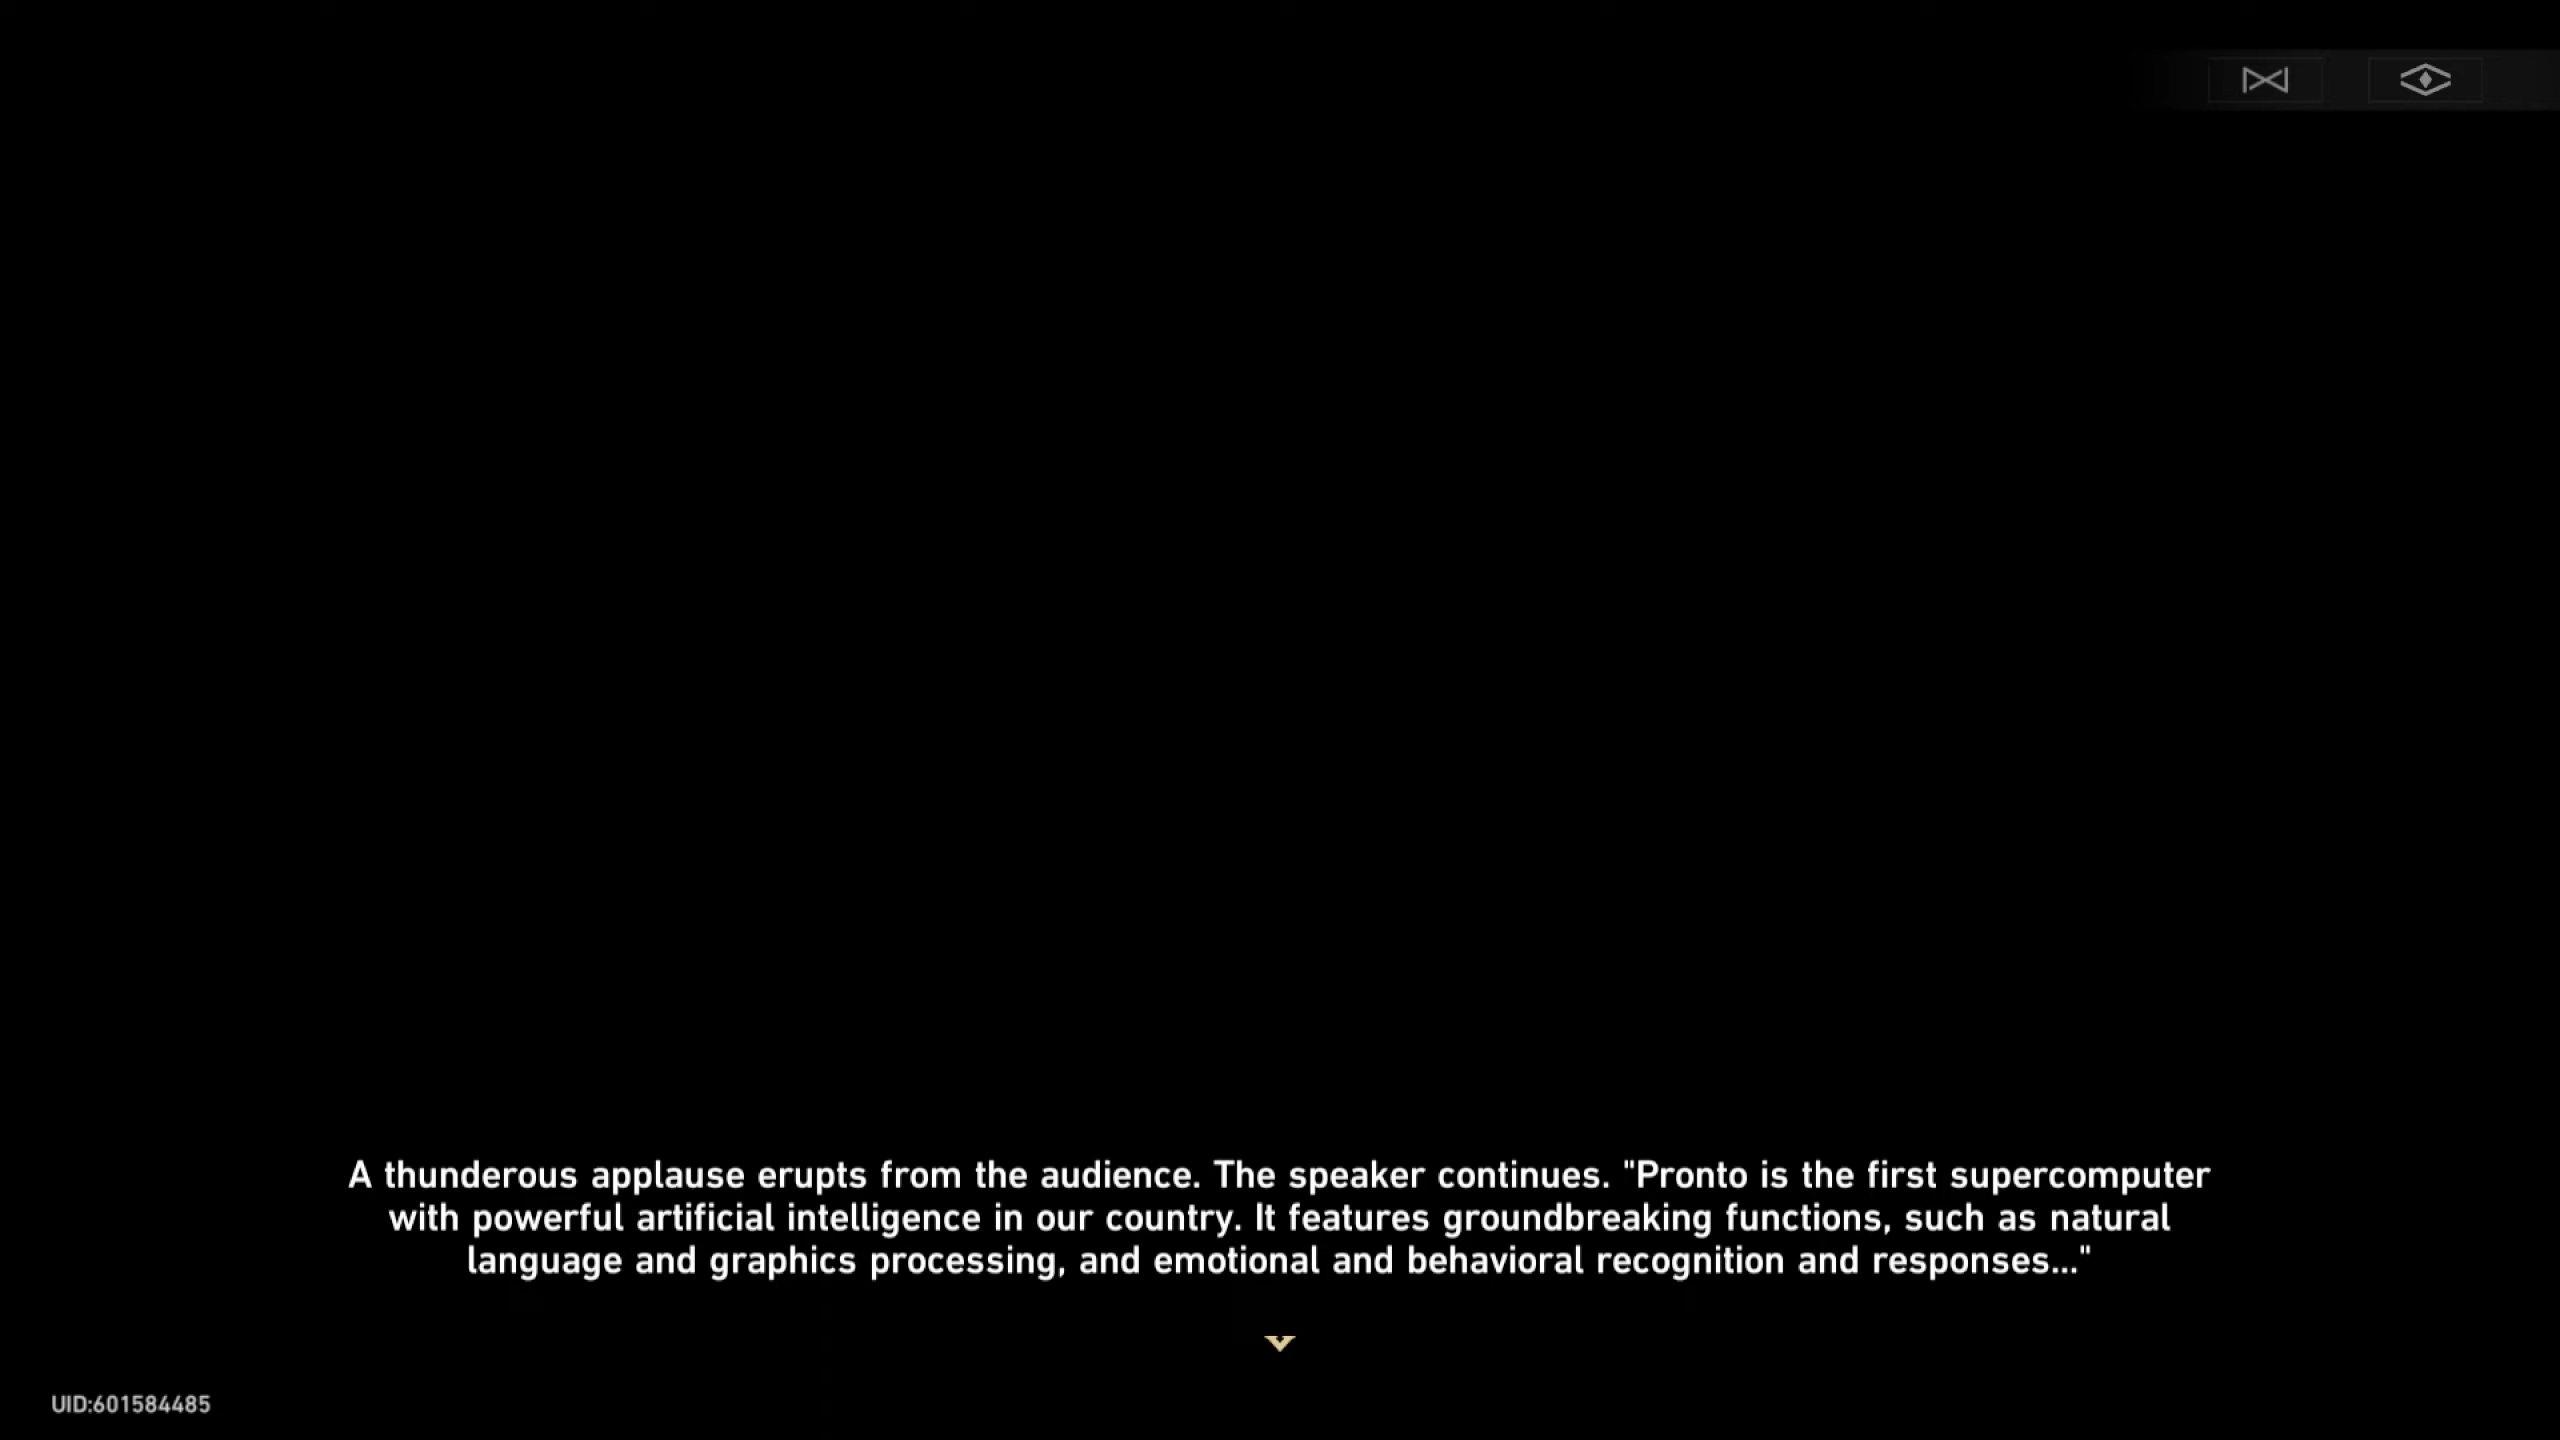 A thunderous applause erupts from the audience. The speaker continues. "Pronto is the first supercomputer
with powerful artificial intelligence in our country. It features groundbreaking functions, such as natural
language and graphics processing, and emotional and behavioral recognition and responses..."
UID:601584485